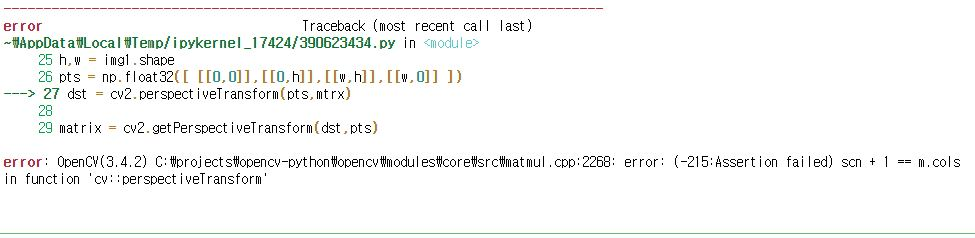 ---------------------------------------------------------------------------
error                                     Traceback (most recent call last)
~₩AppData₩Local₩Temp/ipykernel_17424/390623434.py in <module>
     25 h,w = img1.shape
     26 pts = np.float32([ [[0,0]],[[0,h]],[[w,h]],[[w,0]] ])
---> 27 dst = cv2.perspectiveTransform(pts,mtrx)
     28
     29 matrix = cv2.getPerspectiveTransform(dst,pts)
error: OpenCV(3.4.2) C:₩projects₩opencv-python₩opencv₩modules₩core₩src₩matmul.cpp:2268: error: (-215:Assertion failed) scn + 1 == m.cols
in function 'cv::perspectiveTransform'